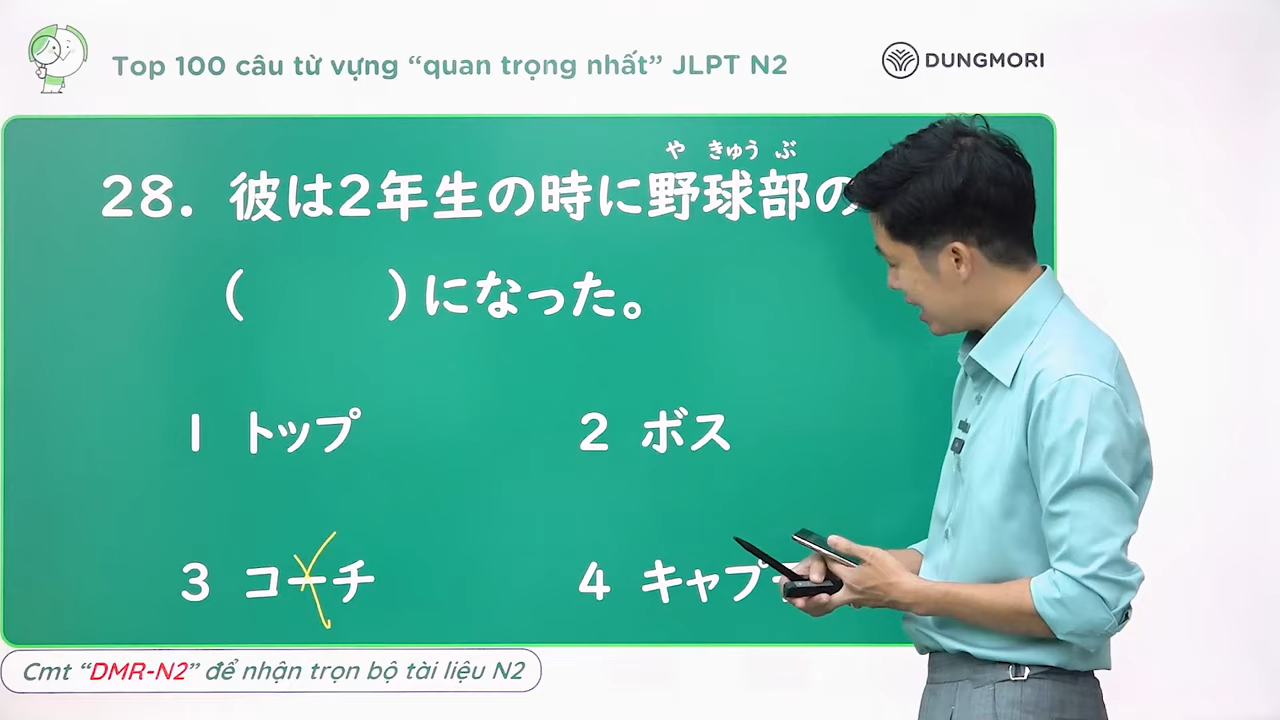 Top 100 câu từ vựng “quan trọng nhất” JLPT N2
DUNGMORI
や きゅう ぶ
28. 彼は2年生の時に野球部の
(     )になった。
1 トップ
2 ボス
3 コーチ
4 キャプ
Cmt “DMR-N2” để nhận trọn bộ tài liệu N2